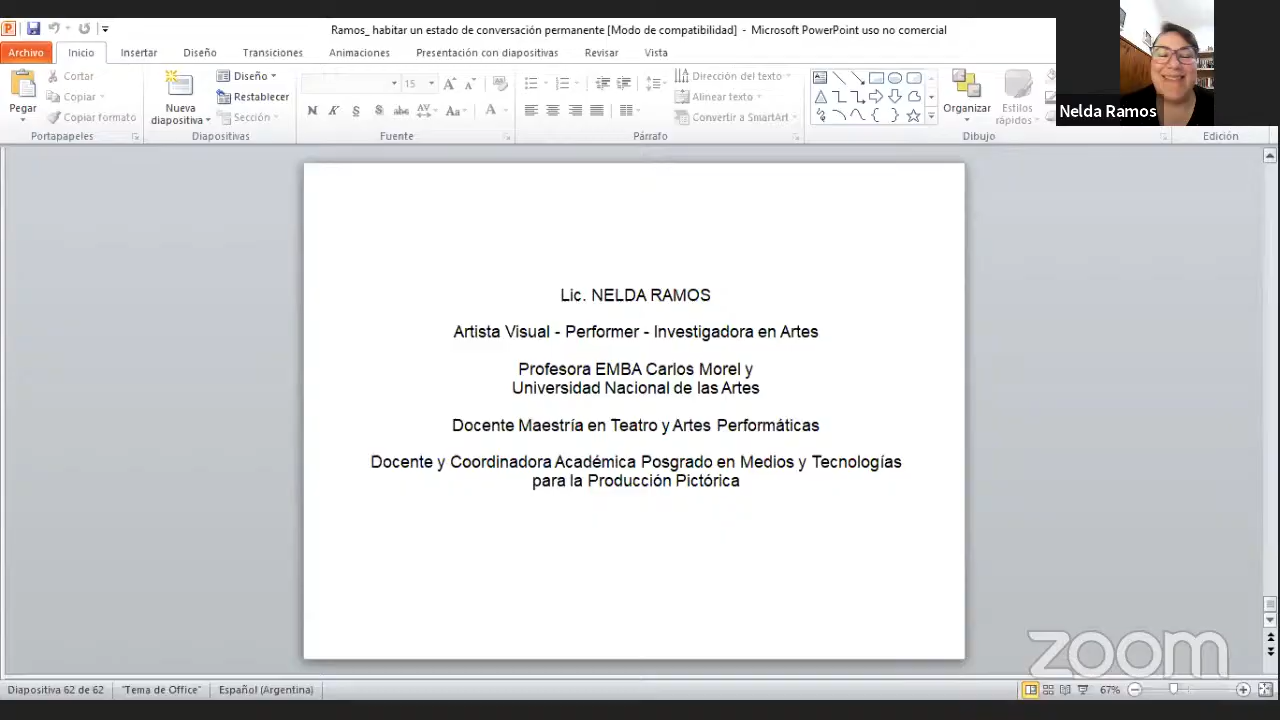 Ramos_ habitar un estado de conversación permanente [Modo de compatibilidad] - Microsoft PowerPoint uso no comercial
Archivo Inicio Insertar Diseño Transiciones Animaciones Presentación con diapositivas Revisar Vista
Pegar
Cortar
Copiar
Copiar formato
Portapapeles
Nueva
diapositiva
Diseño
Restablecer
Sección
Diapositivas
15
N K S S abc AV Aa A
Fuente
Dirección del texto
Alinear texto
Convertir a SmartArt
Párrafo
Organizar
Estilos
rápidos
Dibujo
Edición
Nelda Ramos
Lic. NELDA RAMOS
Artista Visual - Performer - Investigadora en Artes
Profesora EMBA Carlos Morel y
Universidad Nacional de las Artes
Docente Maestría en Teatro y Artes Performáticas
Docente y Coordinadora Académica Posgrado en Medios y Tecnologías
para la Producción Pictórica
zoom
Diapositiva 62 de 62 "Tema de Office" Español (Argentina) 67%